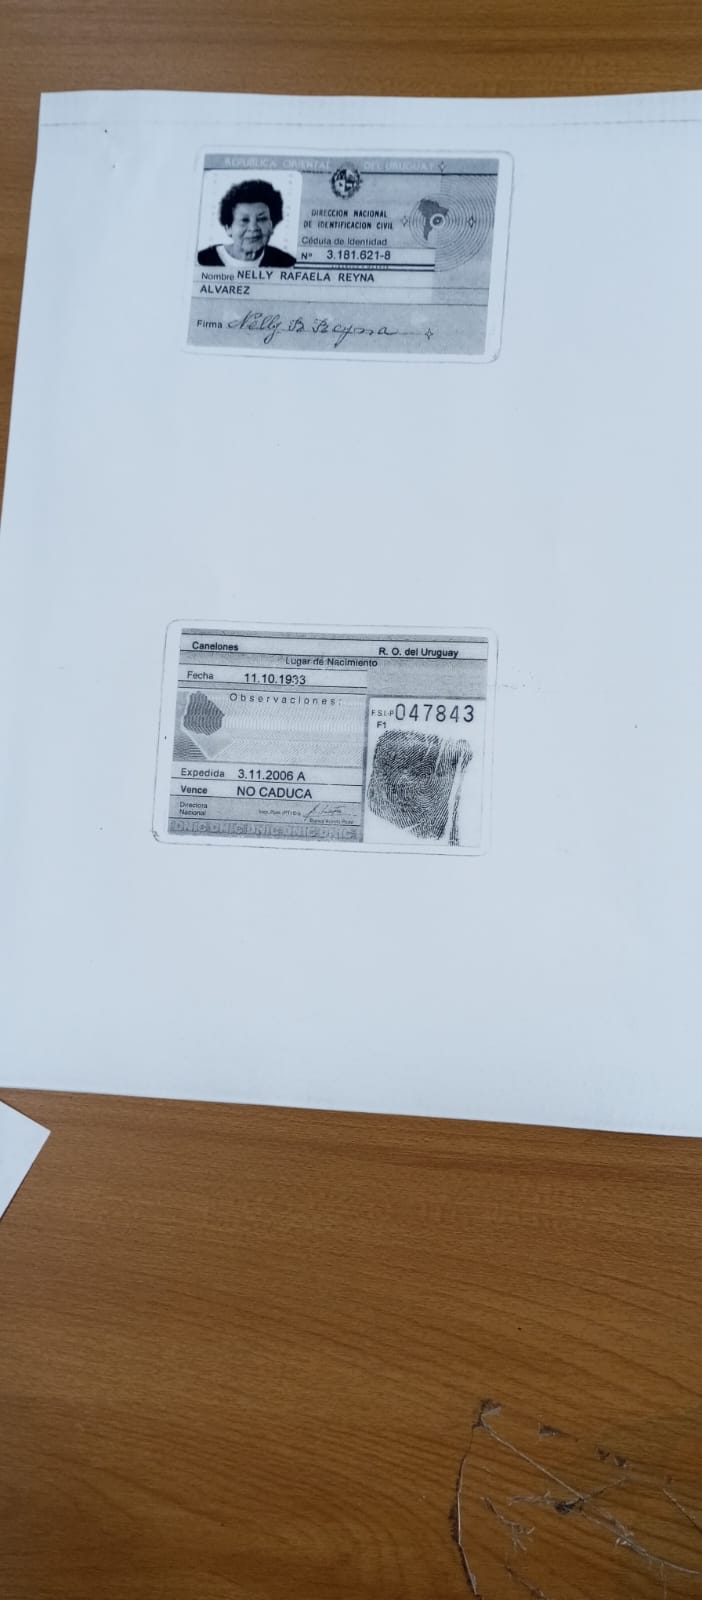 REPUBLICA ORIENTAL DEL URUGUAY
DIRECCION NACIONAL
DE IDENTIFICACION CIVIL
Cédula de Identidad
Nº 3.181.621-8
Nombre NELLY RAFAELA REYNA
ALVAREZ
Firma Nelly R Reyna
Canelones R. O. del Uruguay
Lugar de Nacimiento
Fecha 11.10.1933
Observaciones:
047843
F1
Expedida 3.11.2006 A
Vence NO CADUCA
Directora
Nacional
DNIC DNIC DNIC DNIC DNIC